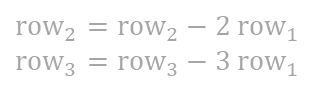 row₂ = row₂ − 2 row₁
row₃ = row₃ − 3 row₁